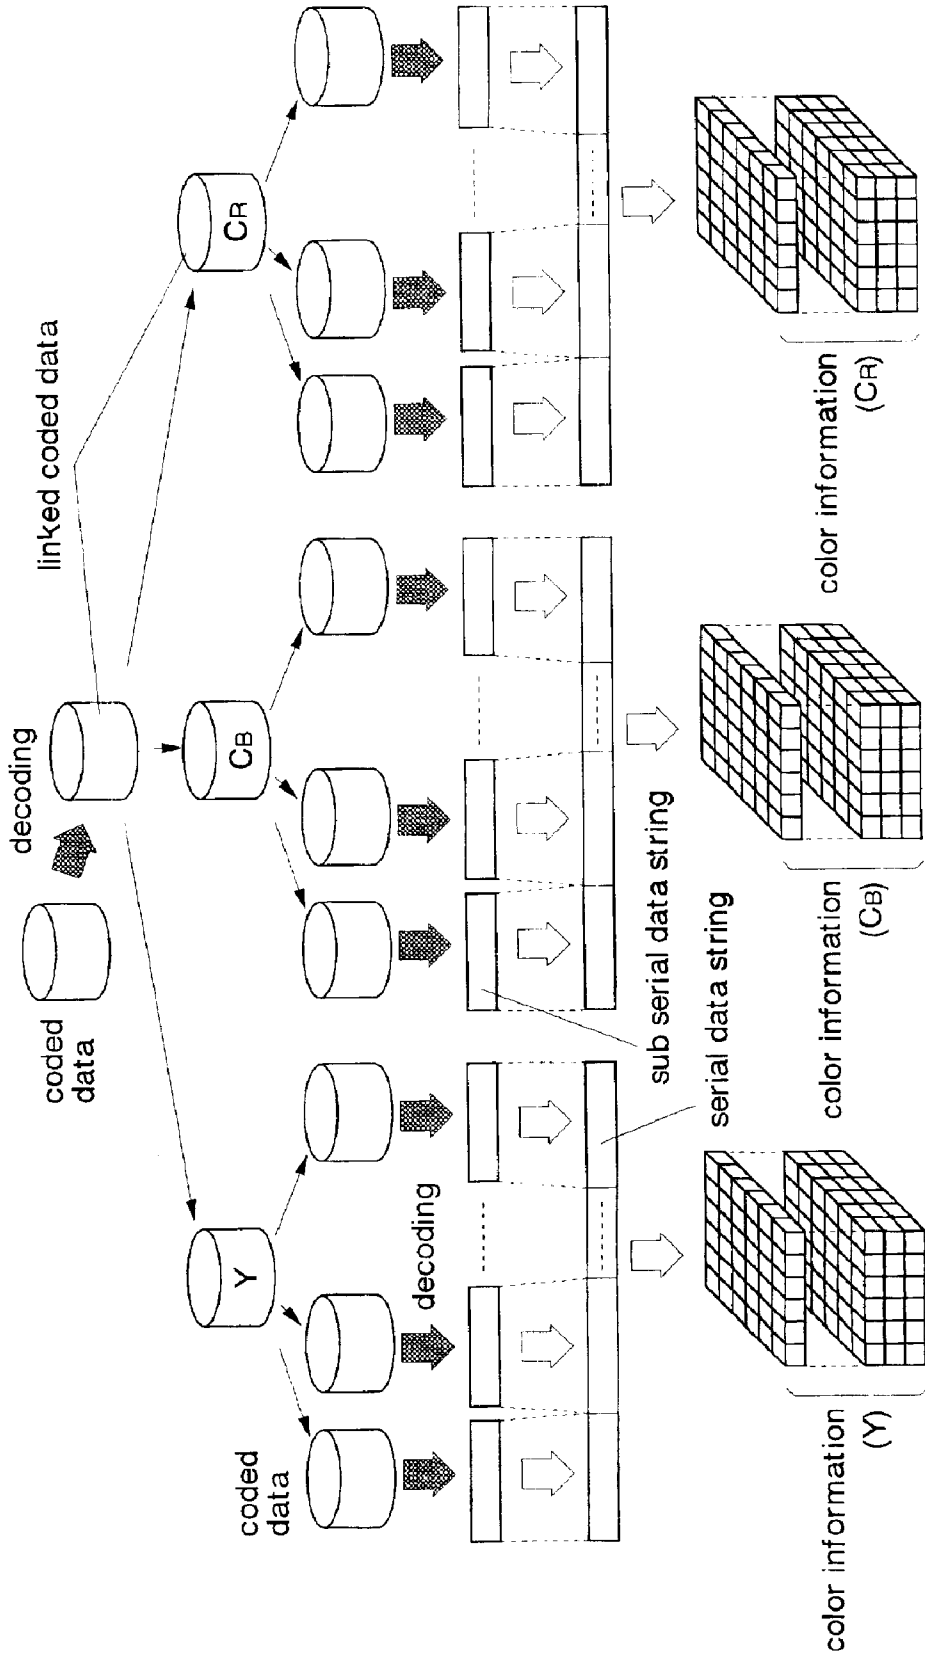 coded
data
decoding
linked coded data
Y
CB
CR
coded
data
decoding
sub serial data string
serial data string
color information
(Y)
color information
(CB)
color information
(CR)